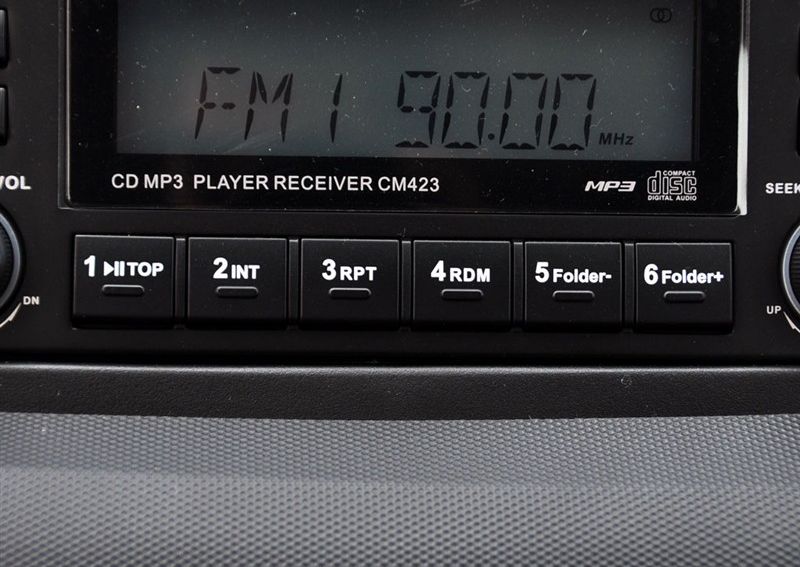 FM1 90.00 MHz
CD MP3 PLAYER RECEIVER CM423
MP3
COMPACT
disc
DIGITAL AUDIO
VOL
SEEK
1 TOP
2 INT
3 RPT
4 RDM
5 Folder-
6 Folder+
DN
UP